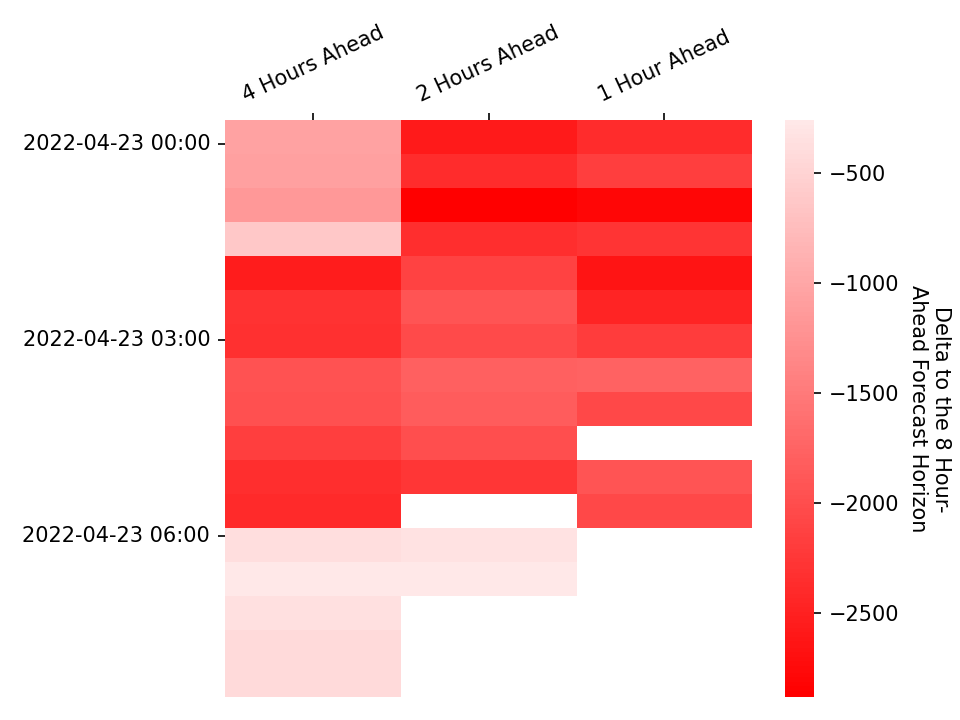 4 Hours Ahead
2 Hours Ahead
1 Hour Ahead
2022-04-23 00:00
2022-04-23 03:00
2022-04-23 06:00
−500
−1000
−1500
−2000
−2500
Delta to the 8 Hour-
Ahead Forecast Horizon